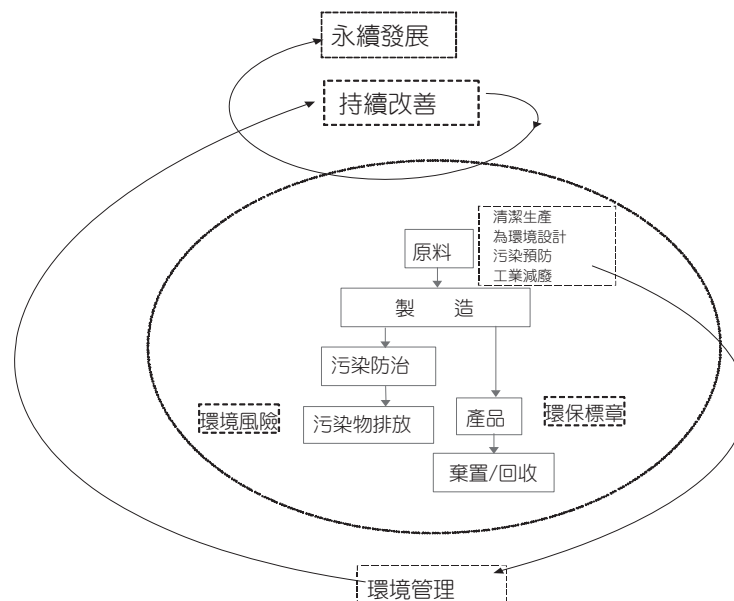 永續發展
持續改善
清潔生產
為環境設計
污染預防
工業減廢
原料
製 造
污染防治
環境風險
污染物排放
產品
環保標章
棄置/回收
環境管理